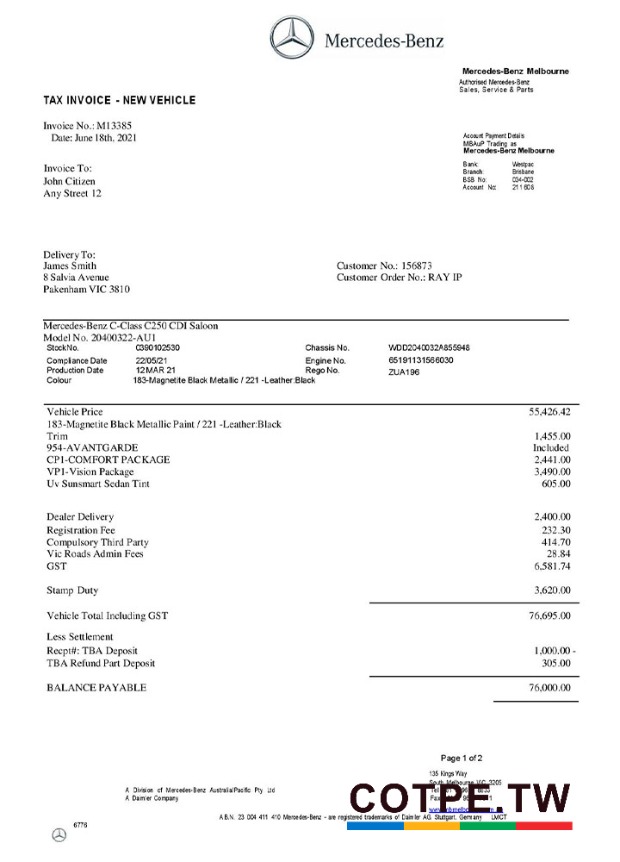 Mercedes-Benz
Mercedes-Benz Melbourne
Authorised Mercedes-Benz
Sales, Service & Parts
TAX INVOICE - NEW VEHICLE
Invoice No.: M13385
Date: June 18th, 2021
Account Payment Details
MBAuP Trading as
Mercedes-Benz Melbourne
Bank: Westpac
Branch: Brisbane
BSB No: 034-002
Account No: 211 608
Invoice To:
John Citizen
Any Street 12
Delivery To:
James Smith
8 Salvia Avenue
Pakenham VIC 3810
Customer No.: 156873
Customer Order No.: RAY IP
Mercedes-Benz C-Class C250 CDI Saloon
Model No. 20400322-AU1
StockNo. 0390102530 Chassis No. WDD2040032A855948
Compliance Date 22/05/21 Engine No. 65191131566030
Production Date 12MAR 21 Rego No. ZUA196
Colour 183-Magnetite Black Metallic / 221 -Leather:Black
Vehicle Price 55,426.42
183-Magnetite Black Metallic Paint / 221 -Leather:Black
Trim 1,455.00
954-AVANTGARDE Included
CP1-COMFORT PACKAGE 2,441.00
VP1-Vision Package 3,490.00
Uv Sunsmart Sedan Tint 605.00
Dealer Delivery 2,400.00
Registration Fee 232.30
Compulsory Third Party 414.70
Vic Roads Admin Fees 28.84
GST 6,581.74
Stamp Duty 3,620.00
Vehicle Total Including GST 76,695.00
Less Settlement
Recpt#: TBA Deposit 1,000.00 -
TBA Refund Part Deposit 305.00
BALANCE PAYABLE 76,000.00
Page 1 of 2
135 Kings Way
South Melbourne VIC 3205
A Division of Mercedes-Benz Australia/Pacific Pty Ltd
A Daimler Company
COTPE.TW
A.B.N. 23 004 411 410 Mercedes-Benz - are registered trademarks of Daimler AG, Stuttgart, Germany LMCT
6776